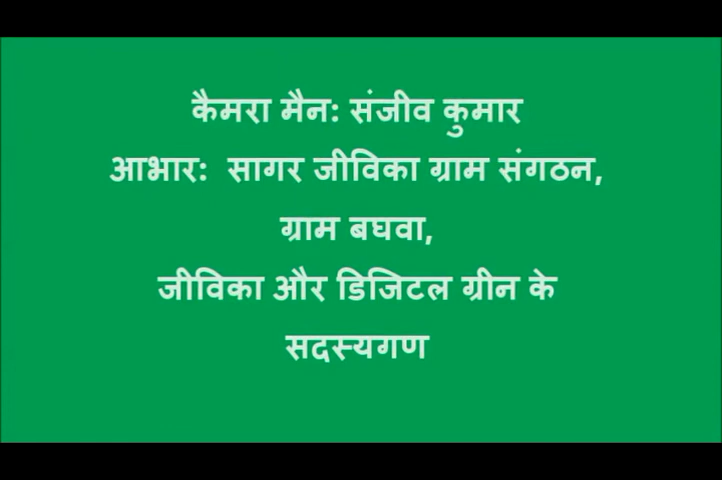 कैमरा मैन: संजीव कुमार
आभार:  सागर जीविका ग्राम संगठन,
ग्राम बघवा,
जीविका और डिजिटल ग्रीन के
सदस्यगण